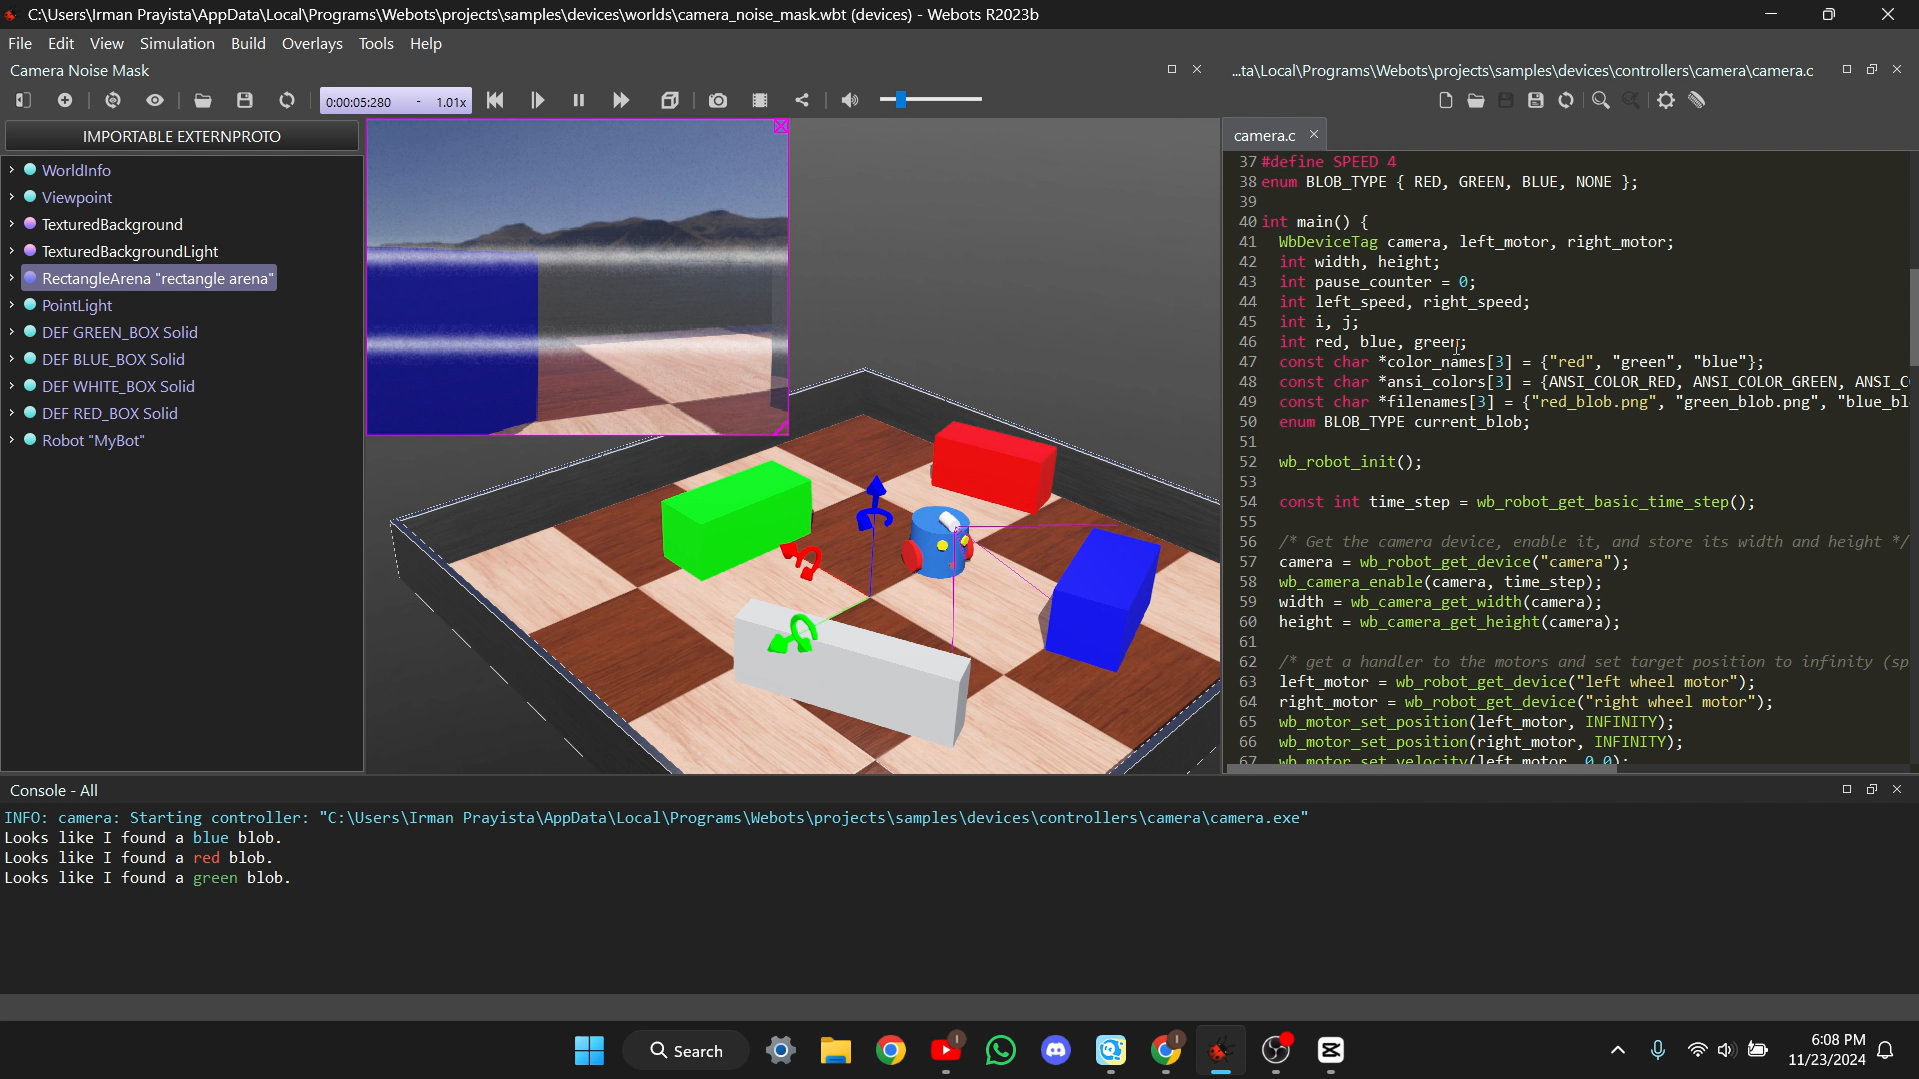 C:\Users\Irman Prayista\AppData\Local\Programs\Webots\projects\samples\devices\worlds\camera_noise_mask.wbt (devices) - Webots R2023b
File Edit View Simulation Build Overlays Tools Help
Camera Noise Mask
0:00:05:280 - 1.01x
IMPORTABLE EXTERNPROTO
WorldInfo
Viewpoint
TexturedBackground
TexturedBackgroundLight
RectangleArena "rectangle arena"
PointLight
DEF GREEN_BOX Solid
DEF BLUE_BOX Solid
DEF WHITE_BOX Solid
DEF RED_BOX Solid
Robot "MyBot"
...ta\Local\Programs\Webots\projects\samples\devices\controllers\camera\camera.c
camera.c
37 #define SPEED 4
38 enum BLOB_TYPE { RED, GREEN, BLUE, NONE };
39
40 int main() {
41 WbDeviceTag camera, left_motor, right_motor;
42 int width, height;
43 int pause_counter = 0;
44 int left_speed, right_speed;
45 int i, j;
46 int red, blue, green;
47 const char *color_names[3] = {"red", "green", "blue"};
48 const char *ansi_colors[3] = {ANSI_COLOR_RED, ANSI_COLOR_GREEN, ANSI_C
49 const char *filenames[3] = {"red_blob.png", "green_blob.png", "blue_bl
50 enum BLOB_TYPE current_blob;
51
52 wb_robot_init();
53
54 const int time_step = wb_robot_get_basic_time_step();
55
56 /* Get the camera device, enable it, and store its width and height */
57 camera = wb_robot_get_device("camera");
58 wb_camera_enable(camera, time_step);
59 width = wb_camera_get_width(camera);
60 height = wb_camera_get_height(camera);
61
62 /* get a handler to the motors and set target position to infinity (sp
63 left_motor = wb_robot_get_device("left wheel motor");
64 right_motor = wb_robot_get_device("right wheel motor");
65 wb_motor_set_position(left_motor, INFINITY);
66 wb_motor_set_position(right_motor, INFINITY);
67 wb_motor_set_velocity(left_motor, 0.0);
Console - All
INFO: camera: Starting controller: "C:\Users\Irman Prayista\AppData\Local\Programs\Webots\projects\samples\devices\controllers\camera\camera.exe"
Looks like I found a blue blob.
Looks like I found a red blob.
Looks like I found a green blob.
Search
6:08 PM
11/23/2024